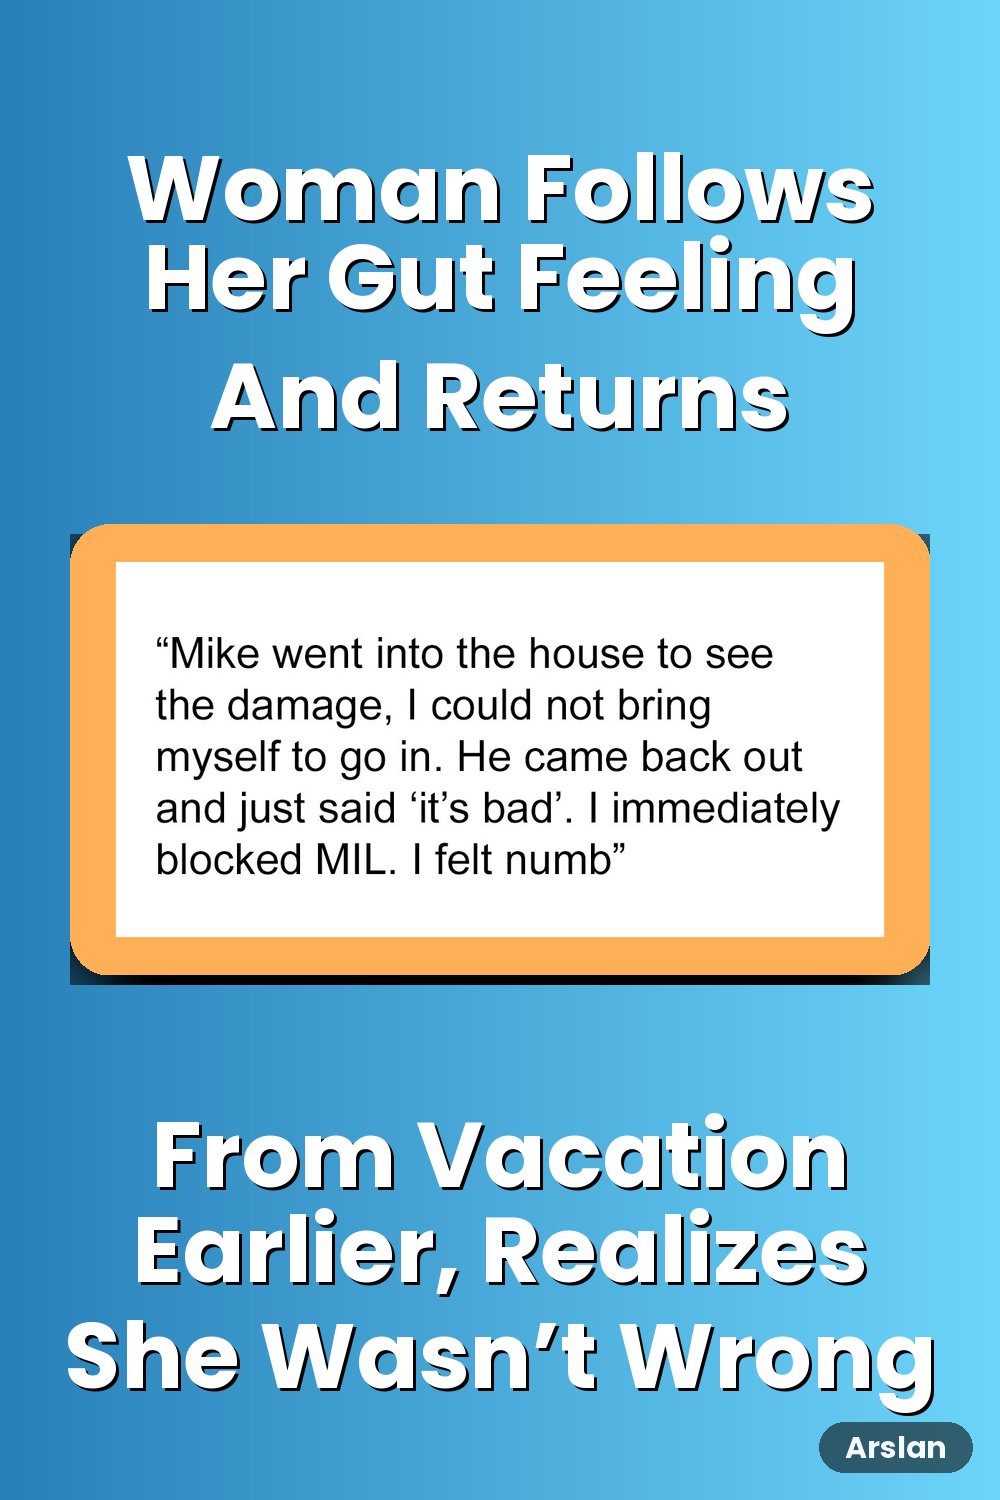 Woman Follows
Her Gut Feeling
And Returns
“Mike went into the house to see
the damage, I could not bring
myself to go in. He came back out
and just said ‘it’s bad’. I immediately
blocked MIL. I felt numb”
From Vacation
Earlier, Realizes
She Wasn’t Wrong
Arslan